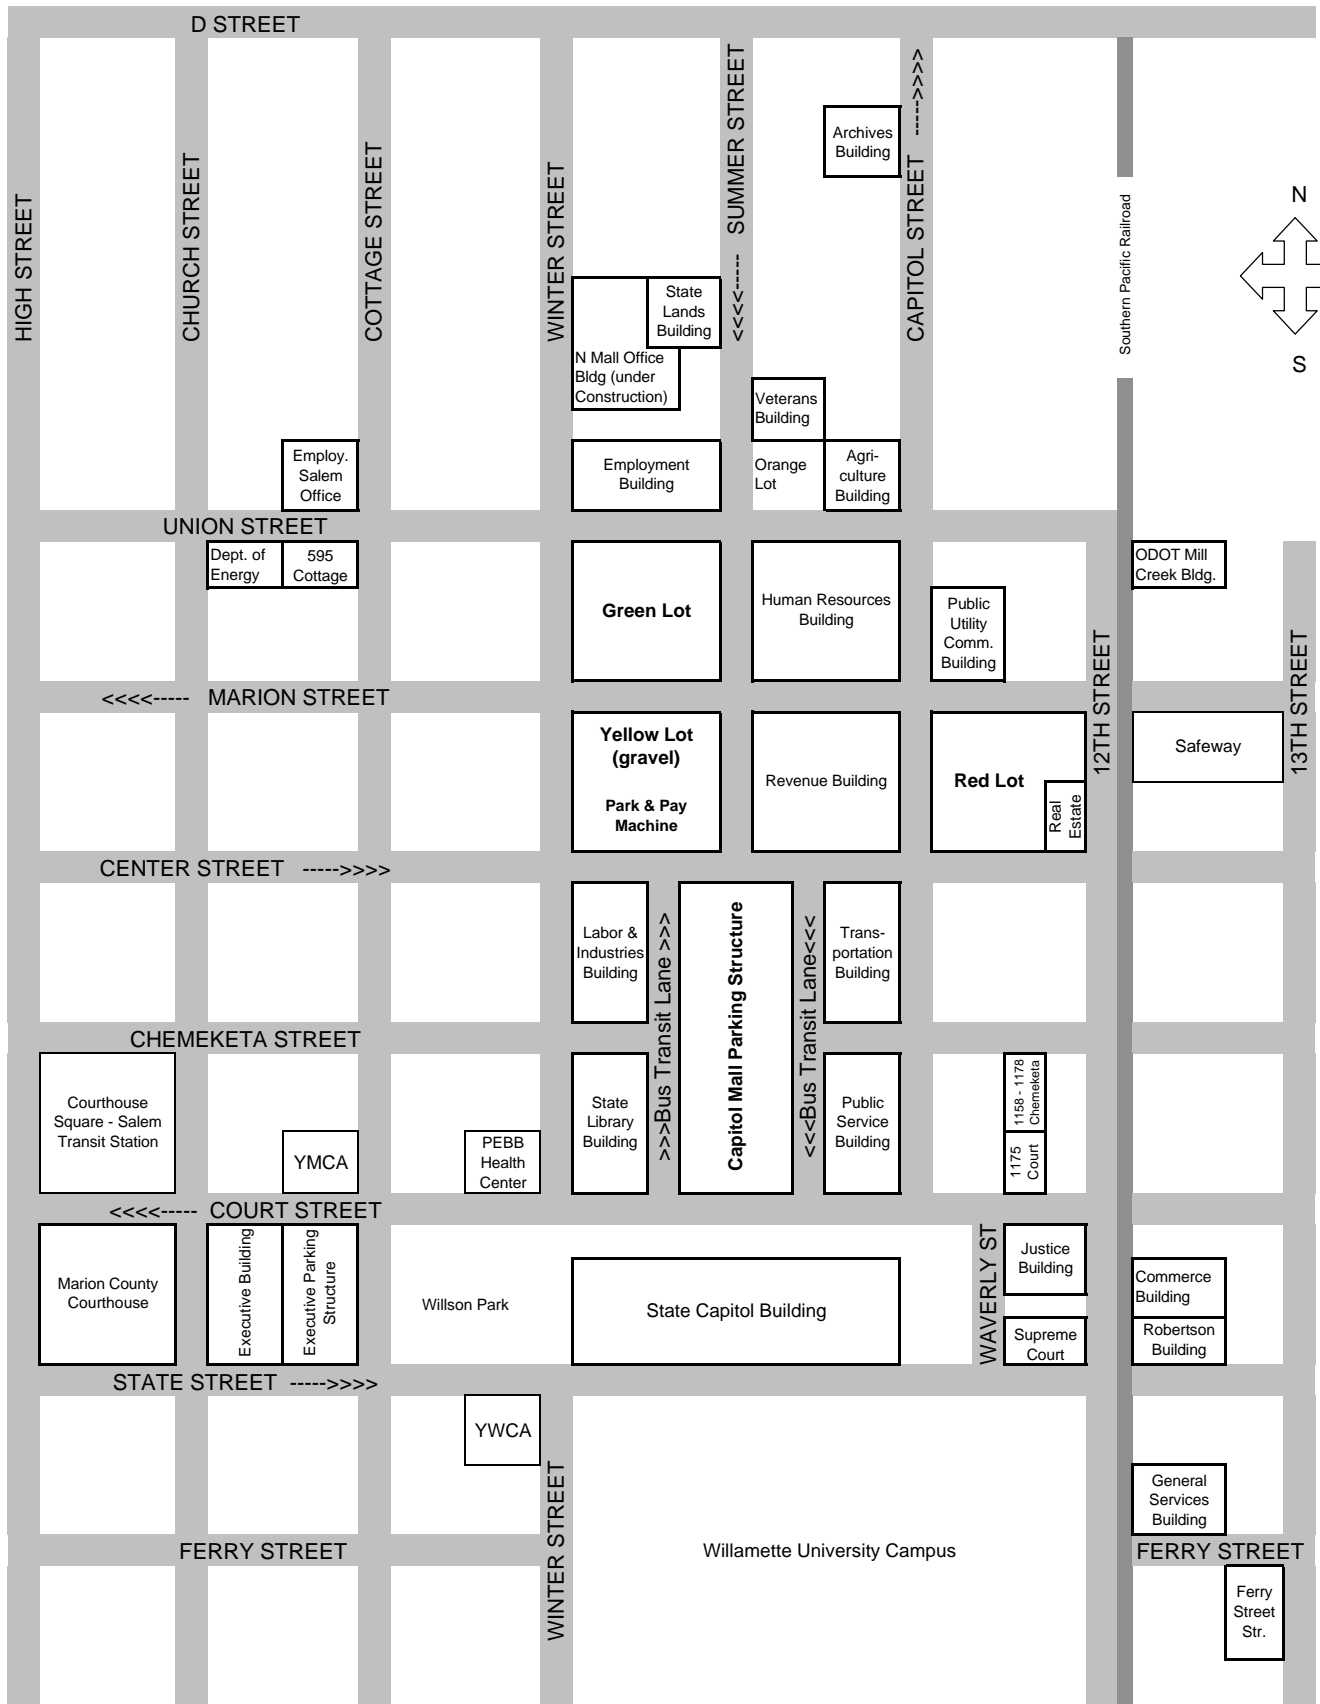 D STREET
HIGH STREET
CHURCH STREET
COTTAGE STREET
WINTER STREET
<<<<----- SUMMER STREET
CAPITOL STREET ----->>>>
Archives
Building
Southern Pacific Railroad
N
S
State
Lands
Building
N Mall Office
Bldg (under
Construction)
Veterans
Building
Employ.
Salem
Office
Employment
Building
Orange
Lot
Agri-
culture
Building
UNION STREET
Dept. of
Energy
595
Cottage
Green Lot
Human Resources
Building
Public
Utility
Comm.
Building
ODOT Mill
Creek Bldg.
12TH STREET
13TH STREET
<<<<----- MARION STREET
Yellow Lot
(gravel)
Park & Pay
Machine
Revenue Building
Red Lot
Real
Estate
Safeway
CENTER STREET ----->>>>
Labor &
Industries
Building
>>>Bus Transit Lane >>>
Capitol Mall Parking Structure
<<<Bus Transit Lane<<<
Trans-
portation
Building
CHEMEKETA STREET
Courthouse
Square - Salem
Transit Station
YMCA
PEBB
Health
Center
State
Library
Building
Public
Service
Building
1158 - 1178
Chemeketa
1175
Court
<<<<----- COURT STREET
Marion County
Courthouse
Executive Building
Executive Parking
Structure
Willson Park
State Capitol Building
WAVERLY ST
Justice
Building
Supreme
Court
Commerce
Building
Robertson
Building
STATE STREET ----->>>>
YWCA
WINTER STREET
General
Services
Building
FERRY STREET
Willamette University Campus
FERRY STREET
Ferry
Street
Str.